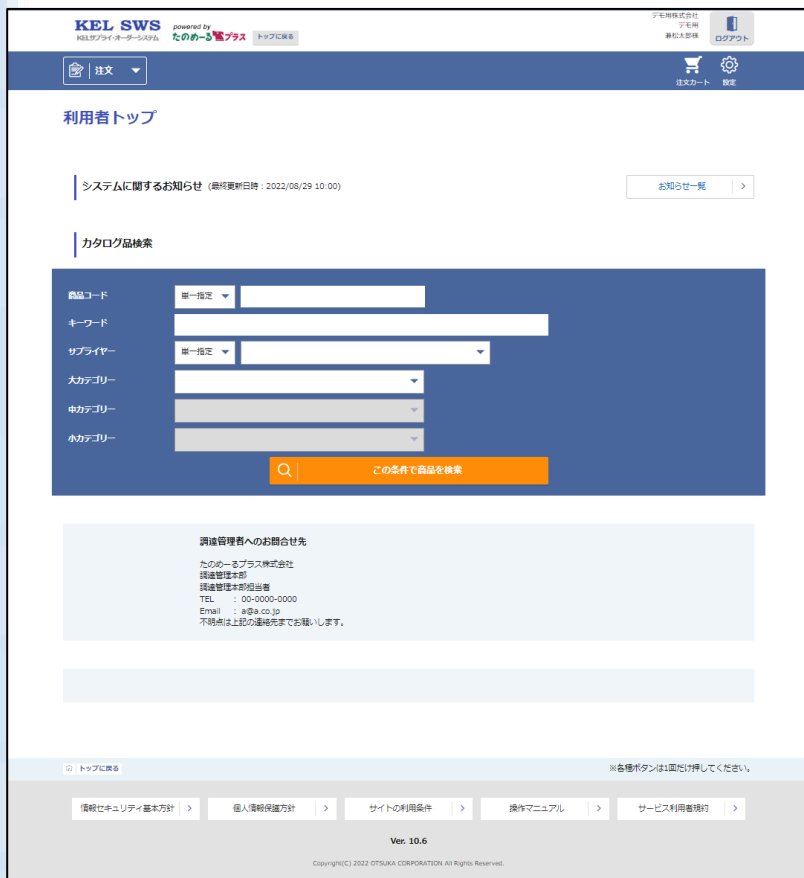 KEL SWS
KELサプライ・オーダーシステム
powered by
たのめーるプラス
トップに戻る
デモ用株式会社
デモ用
兼松太郎様
ログアウト
注文
注文カート
設定
利用者トップ
システムに関するお知らせ (最終更新日時:2022/08/29 10:00)
お知らせ一覧
カタログ品検索
商品コード 単一指定
キーワード
サプライヤー 単一指定
大カテゴリー
中カテゴリー
小カテゴリー
この条件で商品を検索
調達管理者へのお問合せ先
たのめーるプラス株式会社
調達管理本部
調達管理本部担当者
TEL : 00-0000-0000
Email : a@a.co.jp
不明点は上記の連絡先までお願いします。
トップに戻る
※各種ボタンは1回だけ押してください。
情報セキュリティ基本方針
個人情報保護方針
サイトの利用条件
操作マニュアル
サービス利用者規約
Ver. 10.6
Copyright(C) 2022 OTSUKA CORPORATION All Rights Reserved.